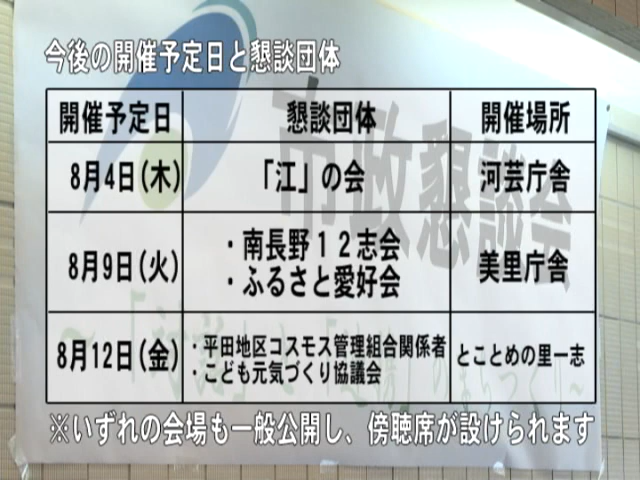 今後の開催予定日と懇談団体
開催予定日 懇談団体 開催場所
8月4日(木) 「江」の会 河芸庁舎
8月9日(火) ・南長野12志会 美里庁舎
・ふるさと愛好会
8月12日(金) ・平田地区コスモス管理組合関係者 とことめの里一志
・こども元気づくり協議会
※いずれの会場も一般公開し、傍聴席が設けられます
市政懇談会